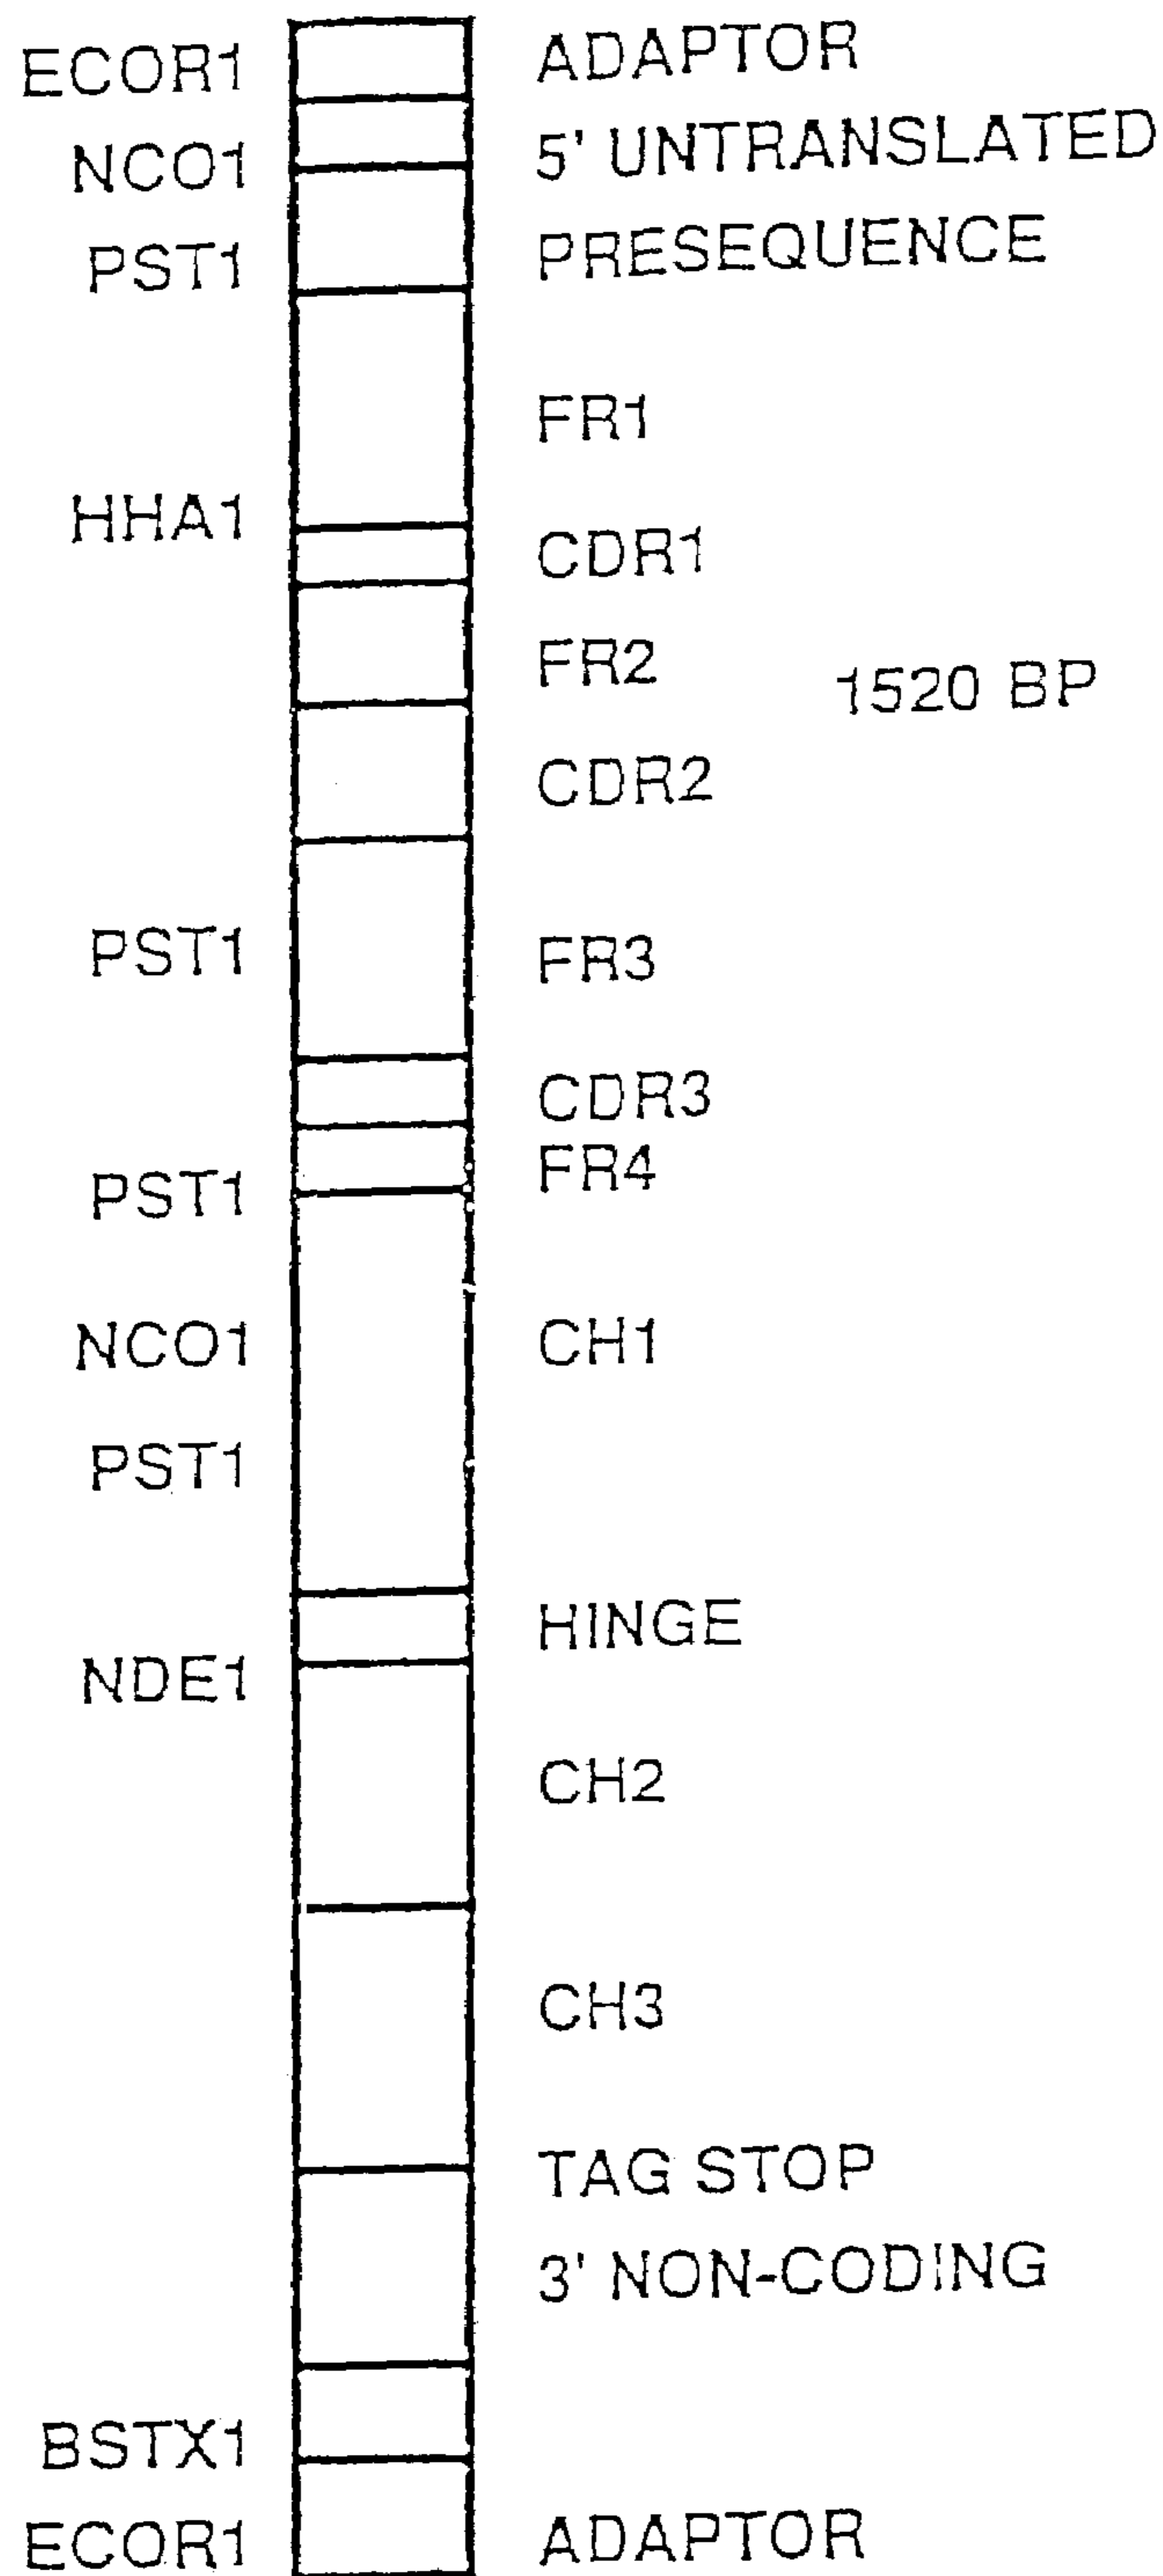 ECOR1 ADAPTOR
NCO1 5' UNTRANSLATED
PST1 PRESEQUENCE
FR1
HHA1 CDR1
FR2 1520 BP
CDR2
PST1 FR3
CDR3
PST1 FR4
NCO1 CH1
PST1
HINGE
NDE1
CH2
CH3
TAG STOP
3' NON-CODING
BSTX1
ECOR1 ADAPTOR